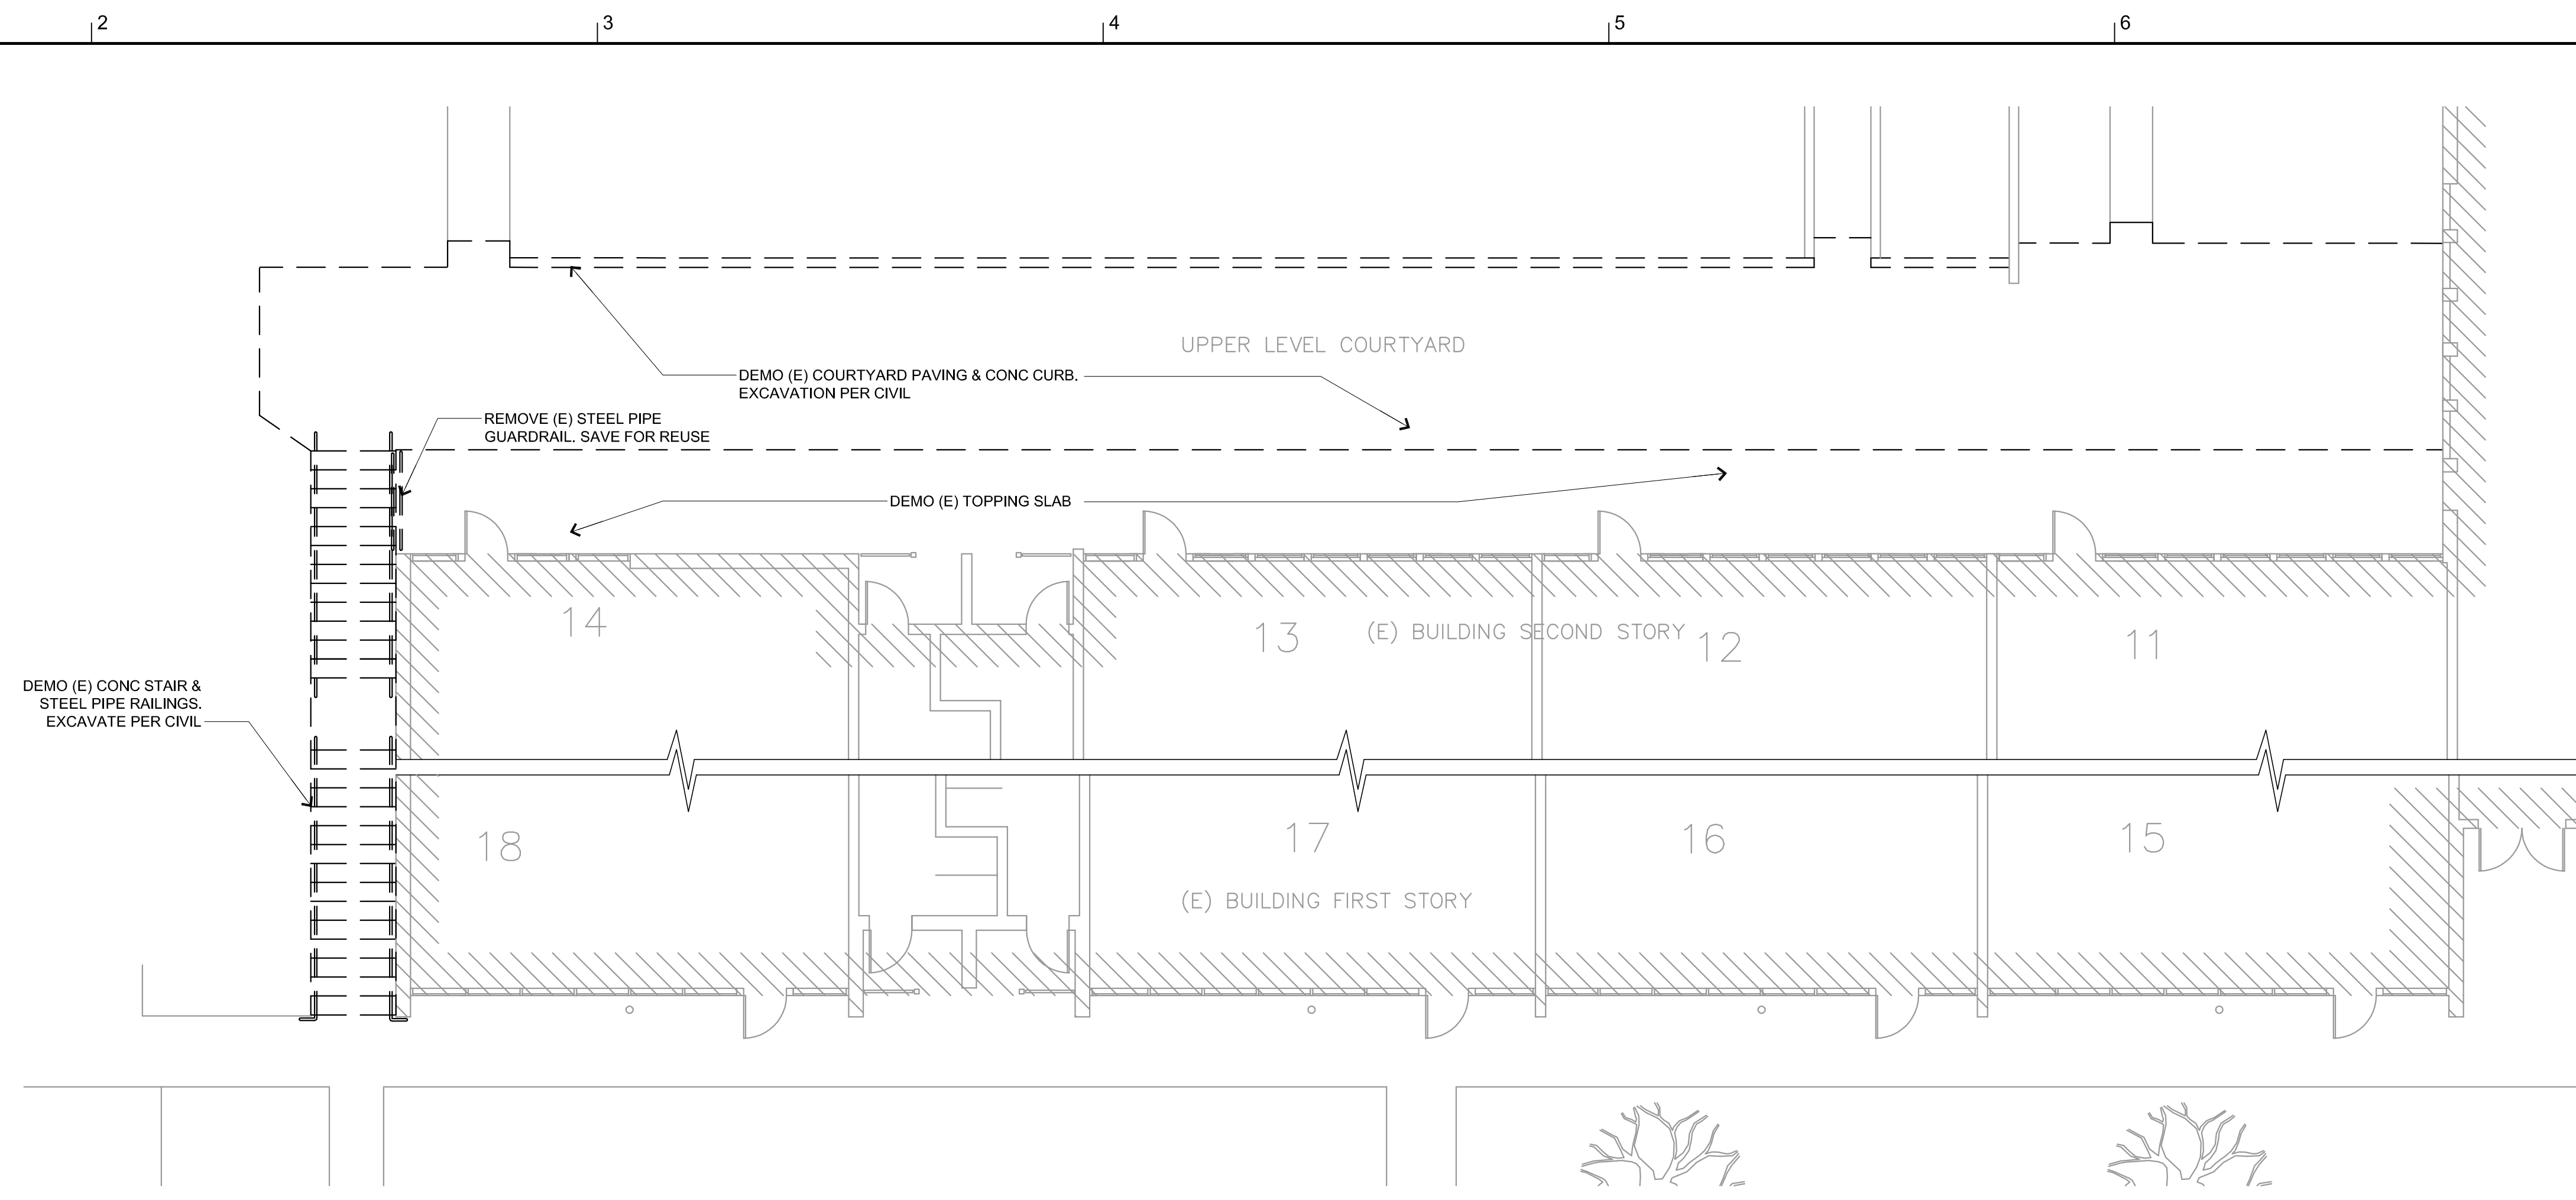 2
3
4
5
6
UPPER LEVEL COURTYARD
DEMO (E) COURTYARD PAVING & CONC CURB.
EXCAVATION PER CIVIL
REMOVE (E) STEEL PIPE
GUARDRAIL. SAVE FOR REUSE
DEMO (E) TOPPING SLAB
14
13
(E) BUILDING SECOND STORY
12
11
DEMO (E) CONC STAIR &
STEEL PIPE RAILINGS.
EXCAVATE PER CIVIL
18
17
16
15
(E) BUILDING FIRST STORY